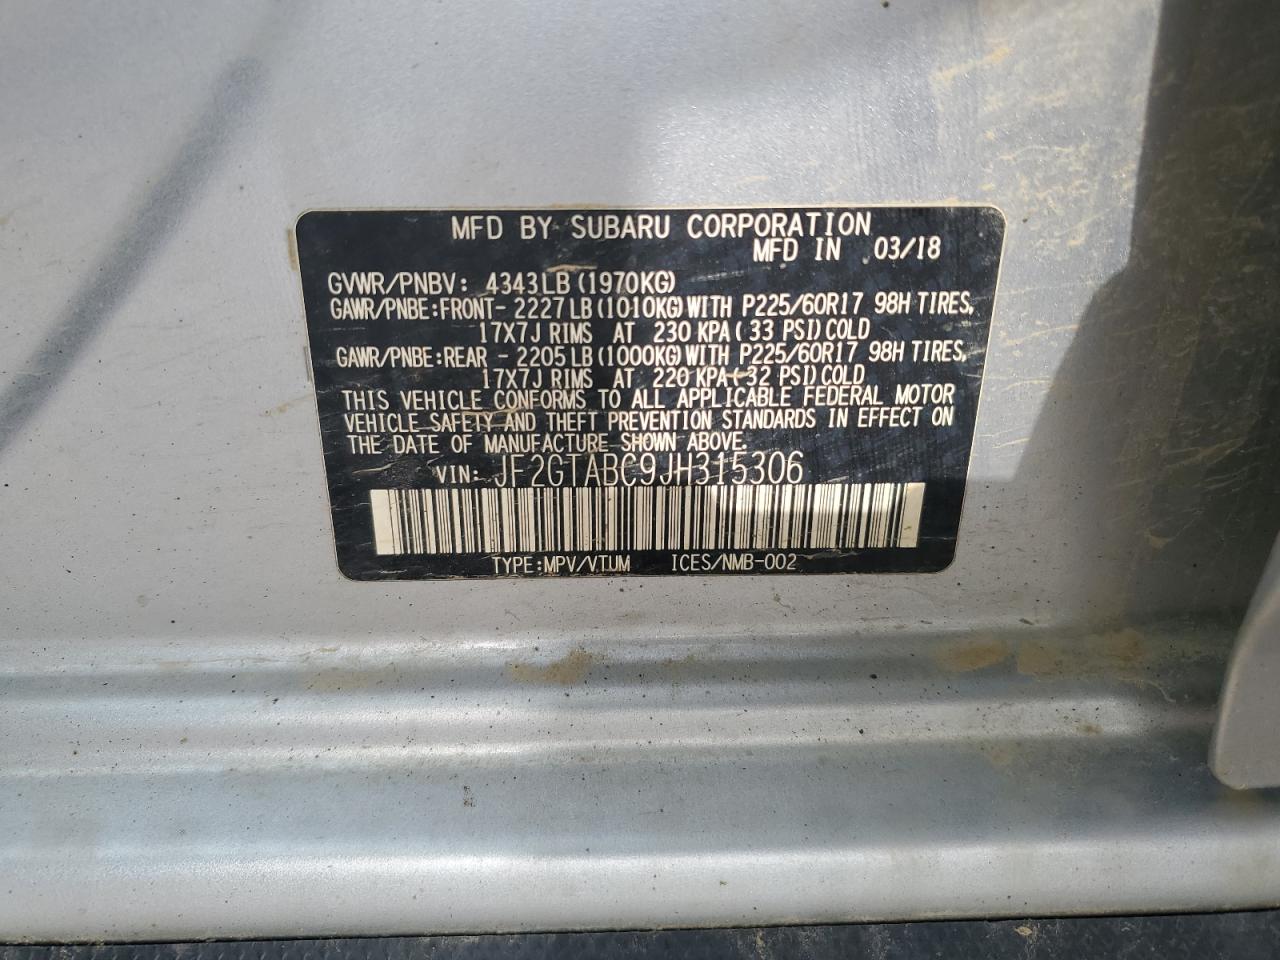 MFD BY SUBARU CORPORATION
MFD IN 03/18
GVWR/PNBV: 4343LB(1970KG)
GAWR/PNBE:FRONT- 2227LB(1010KG)WITH P225/60R17 98H TIRES,
17X7J RIMS AT 230 KPA(33 PSI)COLD
GAWR/PNBE:REAR - 2205LB(1000KG)WITH P225/60R17 98H TIRES,
17X7J RIMS AT 220 KPA(32 PSI)COLD
THIS VEHICLE CONFORMS TO ALL APPLICABLE FEDERAL MOTOR
VEHICLE SAFETY AND THEFT PREVENTION STANDARDS IN EFFECT ON
THE DATE OF MANUFACTURE SHOWN ABOVE.
VIN: JF2GTABC9JH315306
TYPE:MPV/VTUM ICES/NMB-002